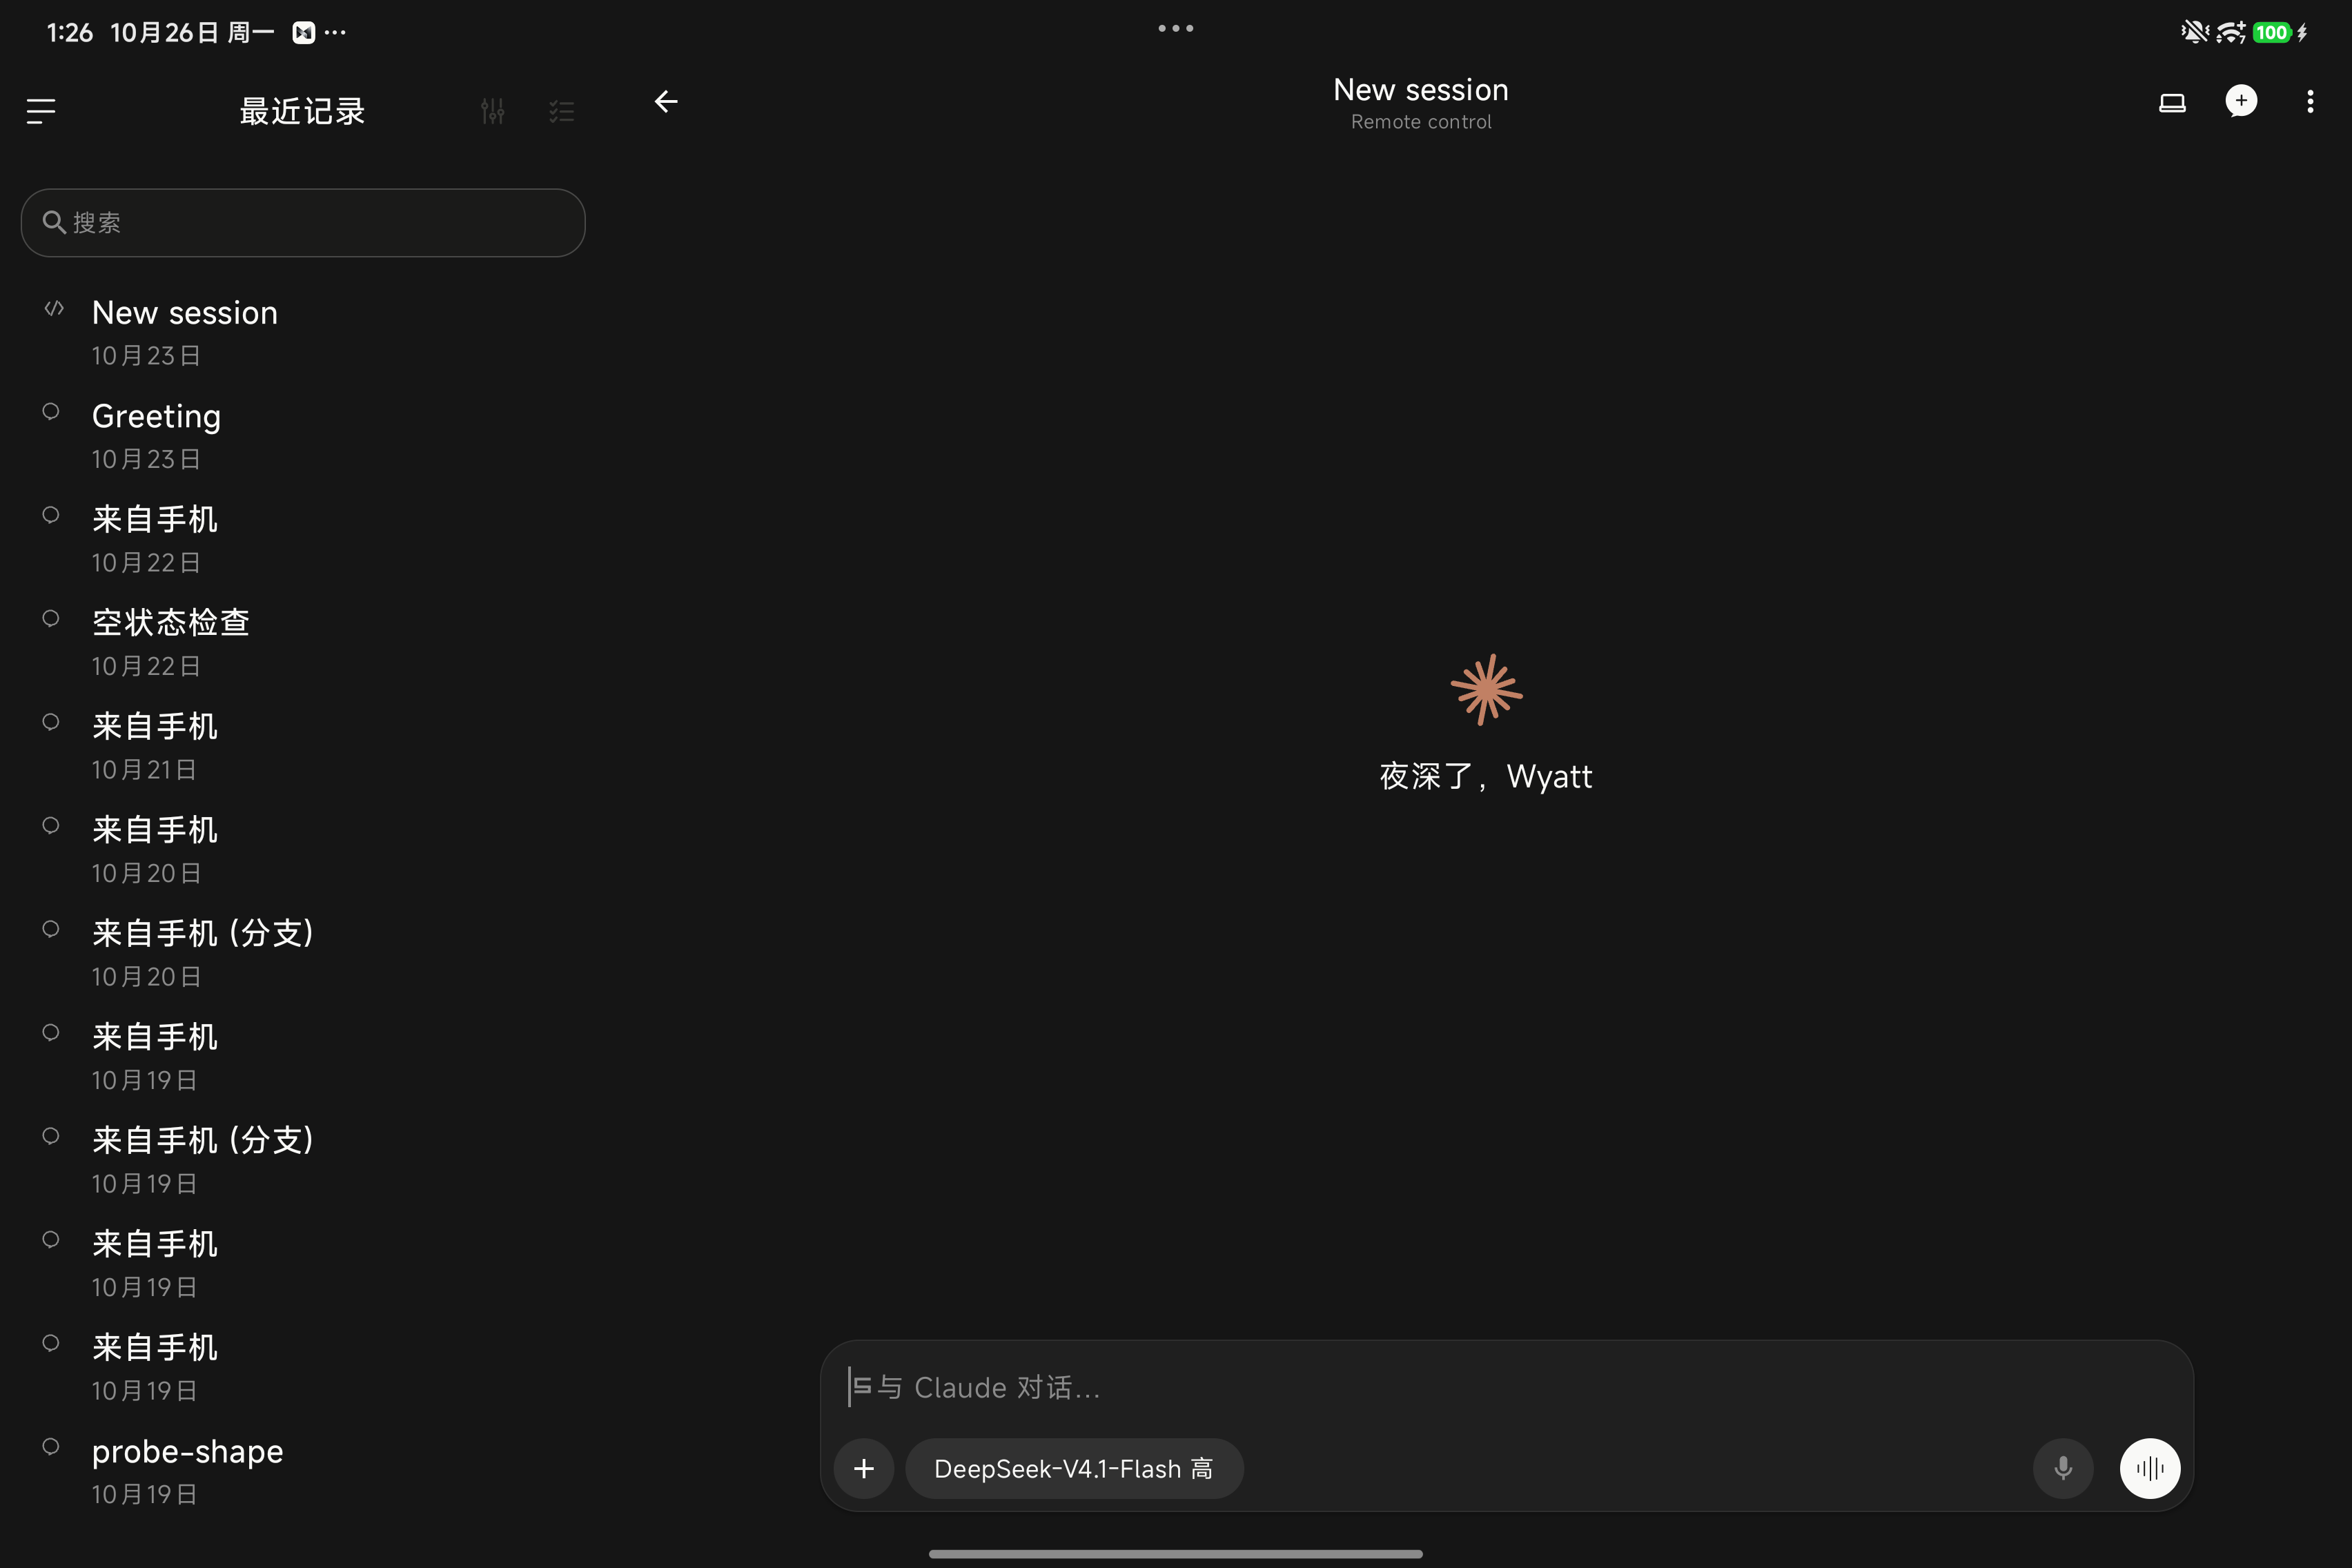 1:26 10月26日 周一
100
最近记录
搜索
New session
10月23日
Greeting
10月23日
来自手机
10月22日
空状态检查
10月22日
来自手机
10月21日
来自手机
10月20日
来自手机 (分支)
10月20日
来自手机
10月19日
来自手机 (分支)
10月19日
来自手机
10月19日
来自手机
10月19日
probe-shape
10月19日
New session
Remote control
夜深了，Wyatt
与 Claude 对话...
DeepSeek-V4.1-Flash 高